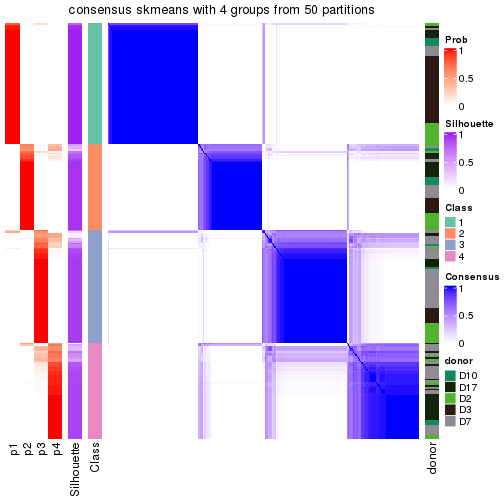 consensus skmeans with 4 groups from 50 partitions
Prob
1
0.5
0
Silhouette
1
0.5
0
Class
1
2
3
4
Consensus
1
0.5
0
donor
D10
D17
D2
D3
D7
p1
p2
p3
p4
Silhouette
Class
donor